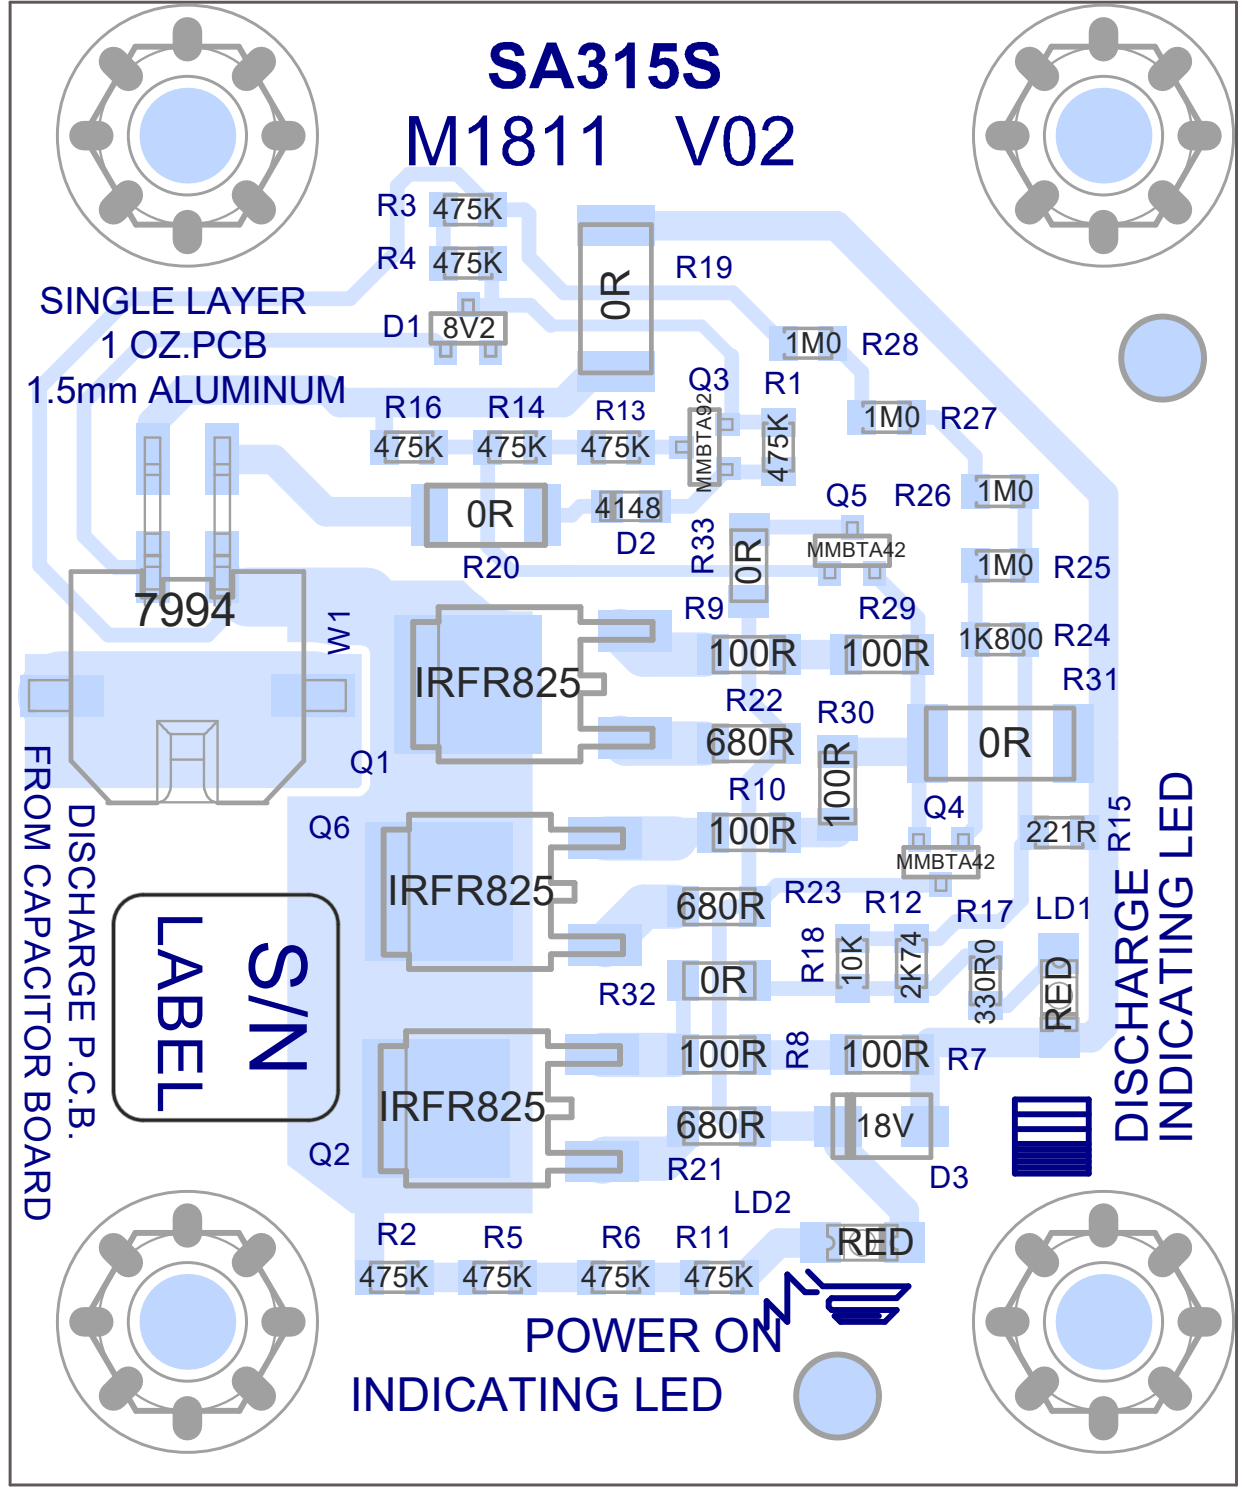 SA315S
M1811 V02
R3 475K
R4 475K
R19
0R
SINGLE LAYER
1 OZ.PCB
1.5mm ALUMINUM
D1 8V2
1M0 R28
Q3 R1
R16 R14 R13
475K 475K 475K
MMBTA92
475K
1M0 R27
0R
R20
4148
D2
R33
0R
Q5
MMBTA42
R26 1M0
1M0 R25
7994
W1
R9 R29
100R 100R
1K800 R24
IRFR825
Q1
R22
680R
R30
100R
R31
0R
R10
100R
Q6
IRFR825
Q4
MMBTA42
221R R15
680R R23
R12 R17 LD1
R18 10K
2K74
330R0
RED
R32 0R
100R R8 100R R7
IRFR825
Q2
680R
R21
18V
D3
LD2
RED
R2 R5 R6 R11
475K 475K 475K 475K
POWER ON
INDICATING LED
DISCHARGE P.C.B.
FROM CAPACITOR BOARD
S/N
LABEL
DISCHARGE
INDICATING LED